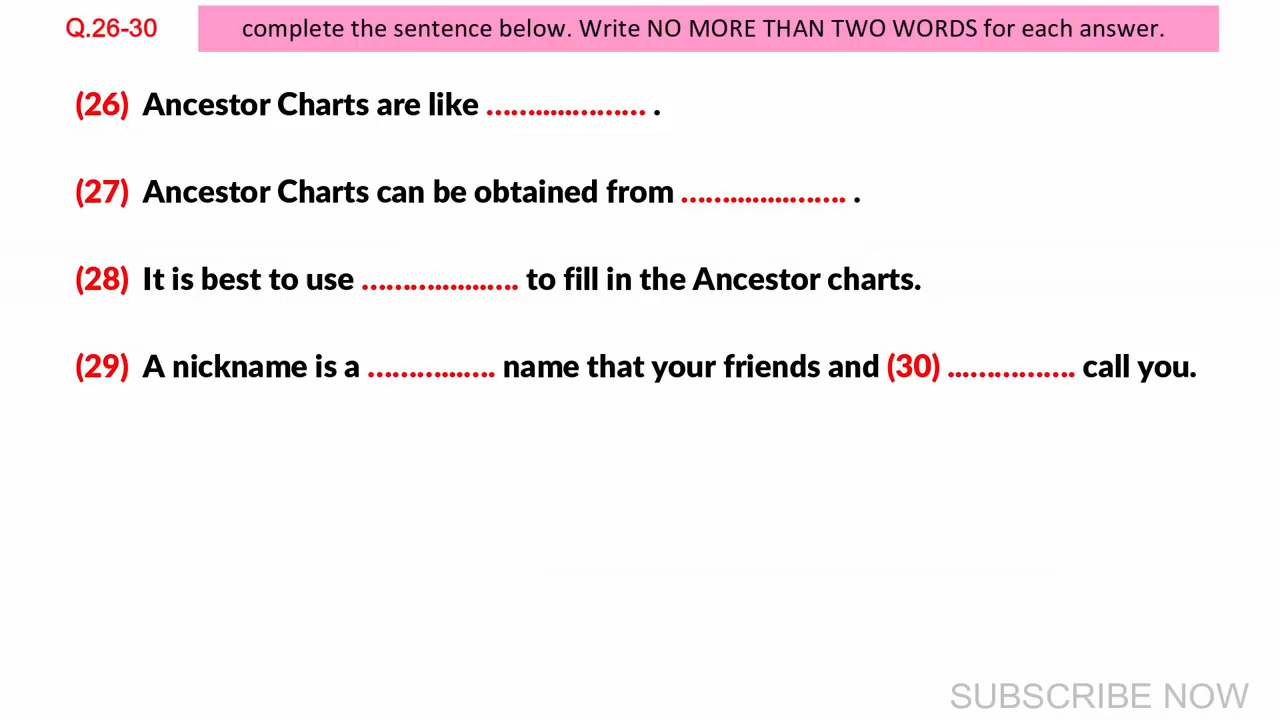 Q.26-30 complete the sentence below. Write NO MORE THAN TWO WORDS for each answer.
(26) Ancestor Charts are like .................... .
(27) Ancestor Charts can be obtained from .................... .
(28) It is best to use .................... to fill in the Ancestor charts.
(29) A nickname is a ................ name that your friends and (30) ................ call you.
SUBSCRIBE NOW